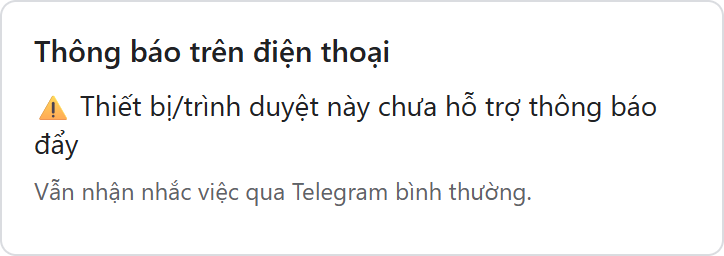 Thông báo trên điện thoại
⚠️ Thiết bị/trình duyệt này chưa hỗ trợ thông báo
đẩy
Vẫn nhận nhắc việc qua Telegram bình thường.